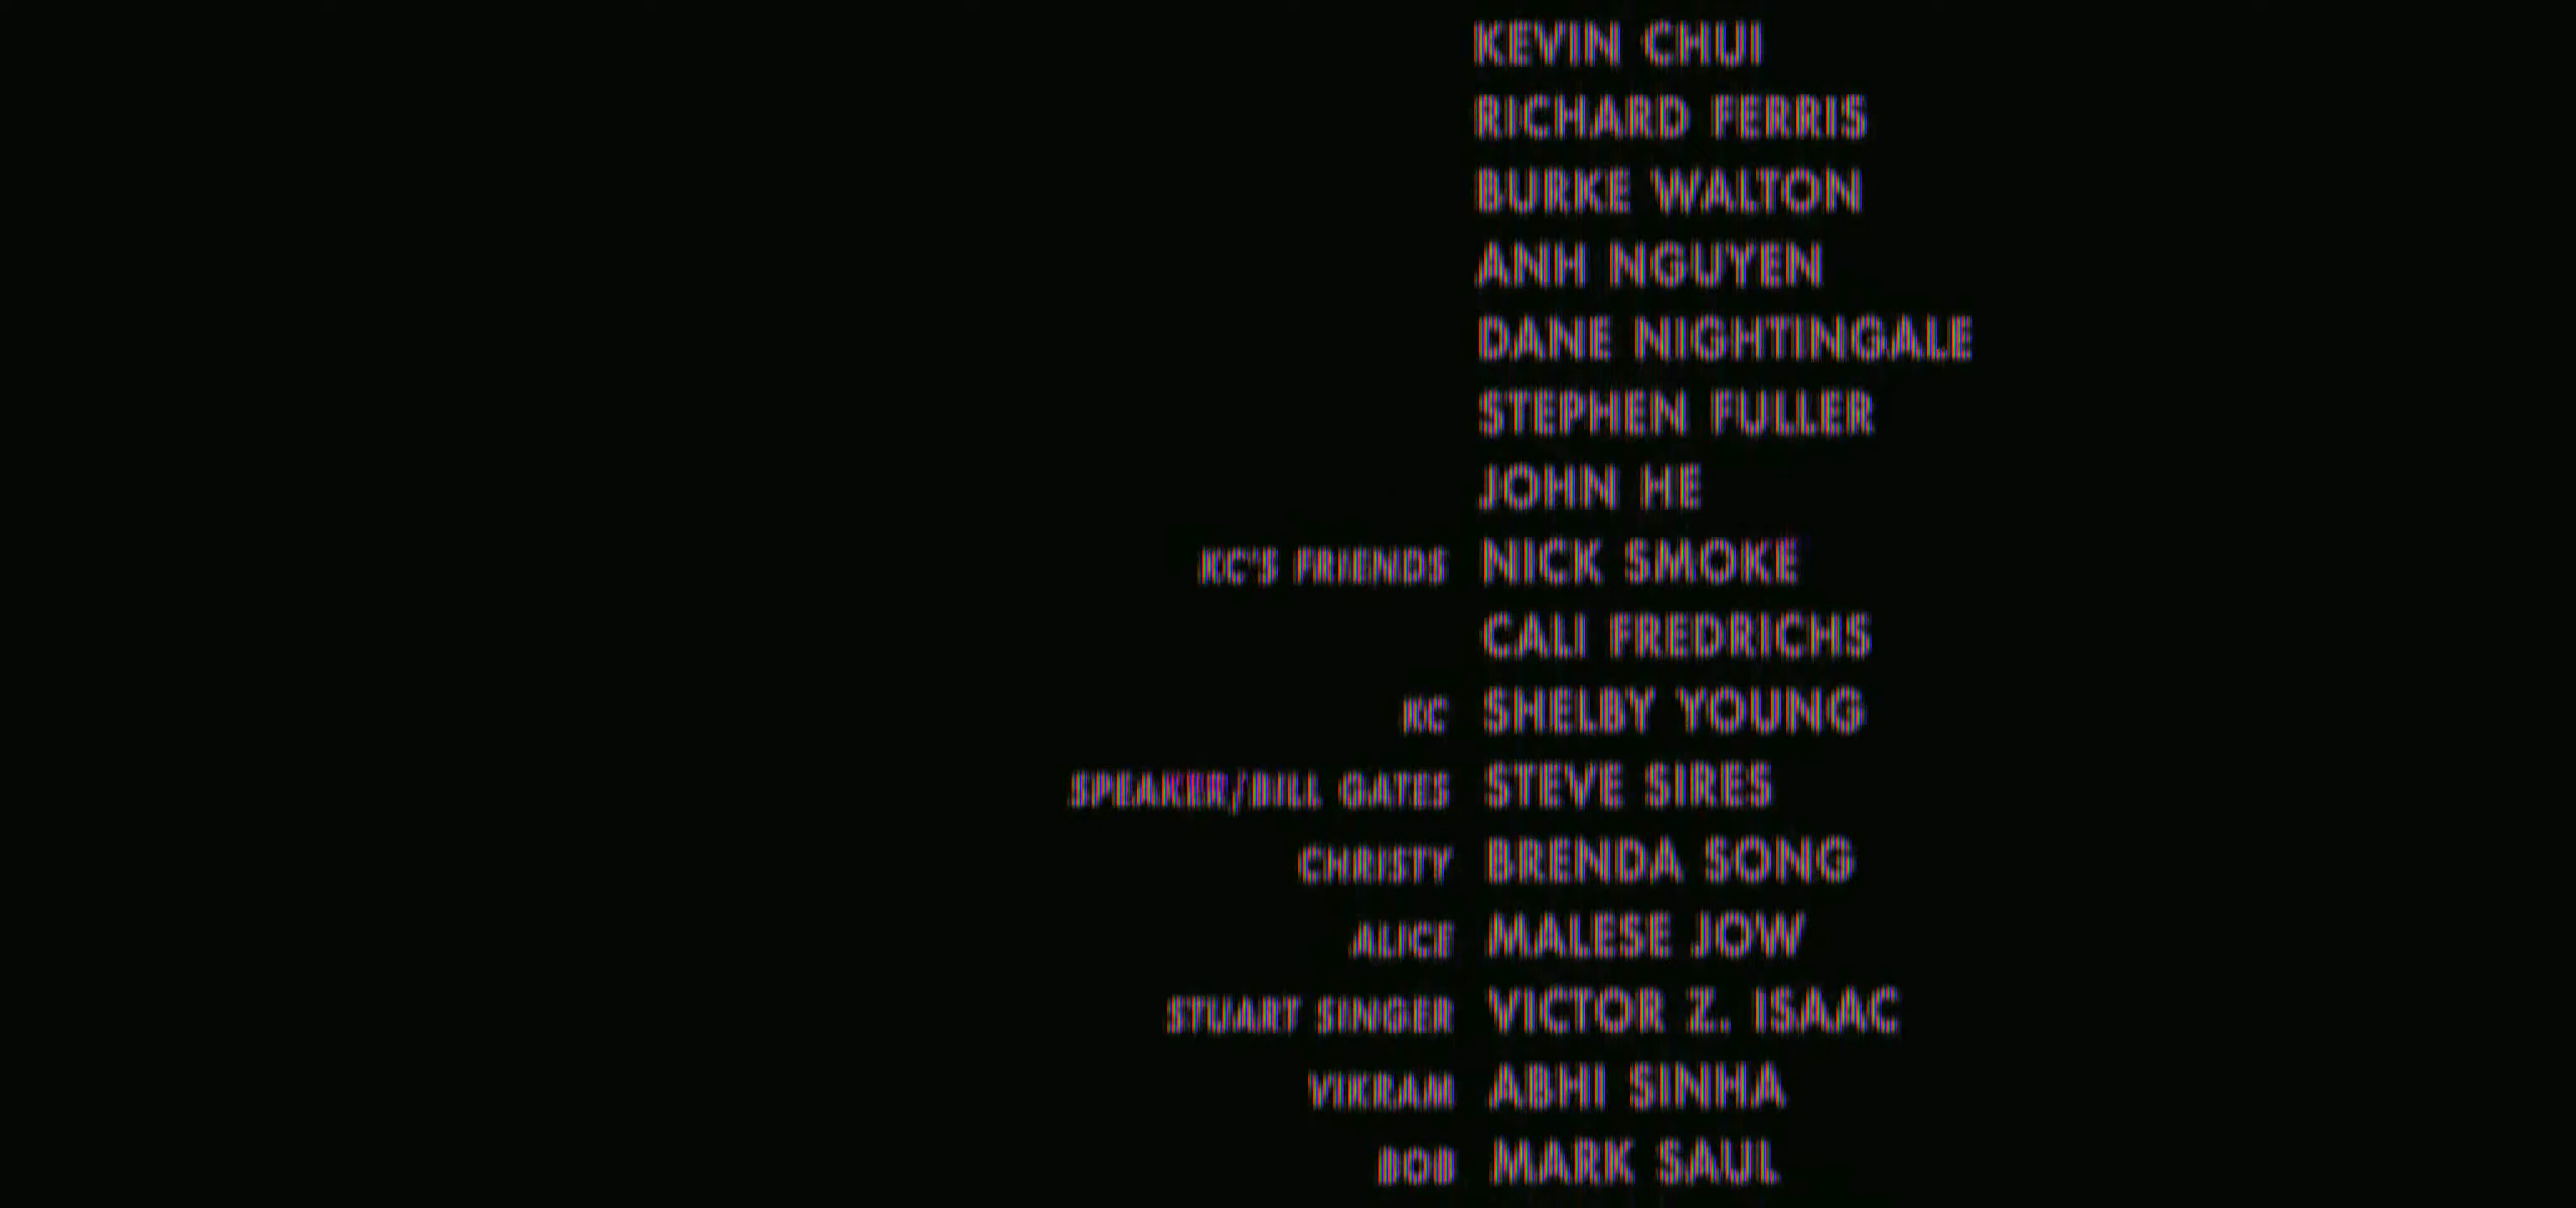 KEVIN CHUI
RICHARD FERRIS
BURKE WALTON
ANH NGUYEN
DANE NIGHTINGALE
STEPHEN FULLER
JOHN HE
KC'S FRIENDS NICK SMOKE
CALI FREDRICHS
KC SHELBY YOUNG
SPEAKER/BILL GATES STEVE SIRES
CHRISTY BRENDA SONG
ALICE MALESE JOW
STUART SINGER VICTOR Z. ISAAC
VIKRAM ABHI SINHA
BOB MARK SAUL